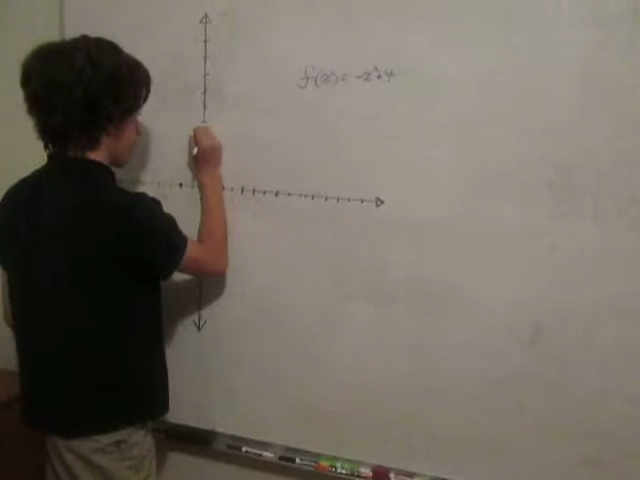 f(x) = -x²+4